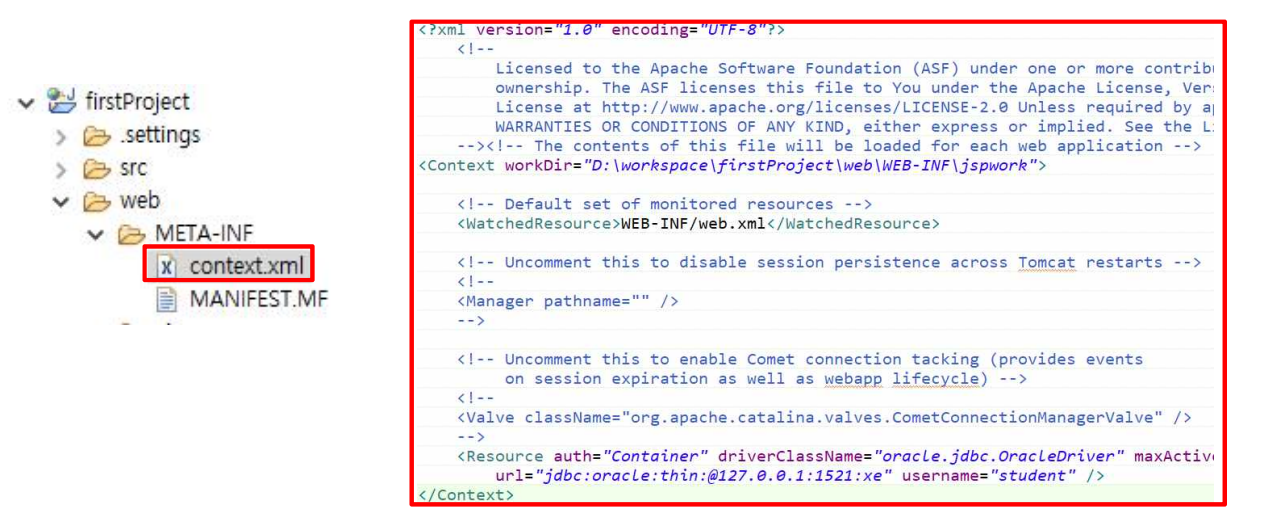 firstProject
.settings
src
web
META-INF
context.xml
MANIFEST.MF
<?xml version="1.0" encoding="UTF-8"?>
<!--
Licensed to the Apache Software Foundation (ASF) under one or more contribu
ownership. The ASF licenses this file to You under the Apache License, Ver
License at http://www.apache.org/licenses/LICENSE-2.0 Unless required by a
WARRANTIES OR CONDITIONS OF ANY KIND, either express or implied. See the L
--><!-- The contents of this file will be loaded for each web application -->
<Context workDir="D:\workspace\firstProject\web\WEB-INF\jspwork">
<!-- Default set of monitored resources -->
<WatchedResource>WEB-INF/web.xml</WatchedResource>
<!-- Uncomment this to disable session persistence across Tomcat restarts -->
<!--
<Manager pathname="" />
-->
<!-- Uncomment this to enable Comet connection tacking (provides events
on session expiration as well as webapp lifecycle) -->
<!--
<Valve className="org.apache.catalina.valves.CometConnectionManagerValve" />
-->
<Resource auth="Container" driverClassName="oracle.jdbc.OracleDriver" maxActiv
url="jdbc:oracle:thin:@127.0.0.1:1521:xe" username="student" />
</Context>